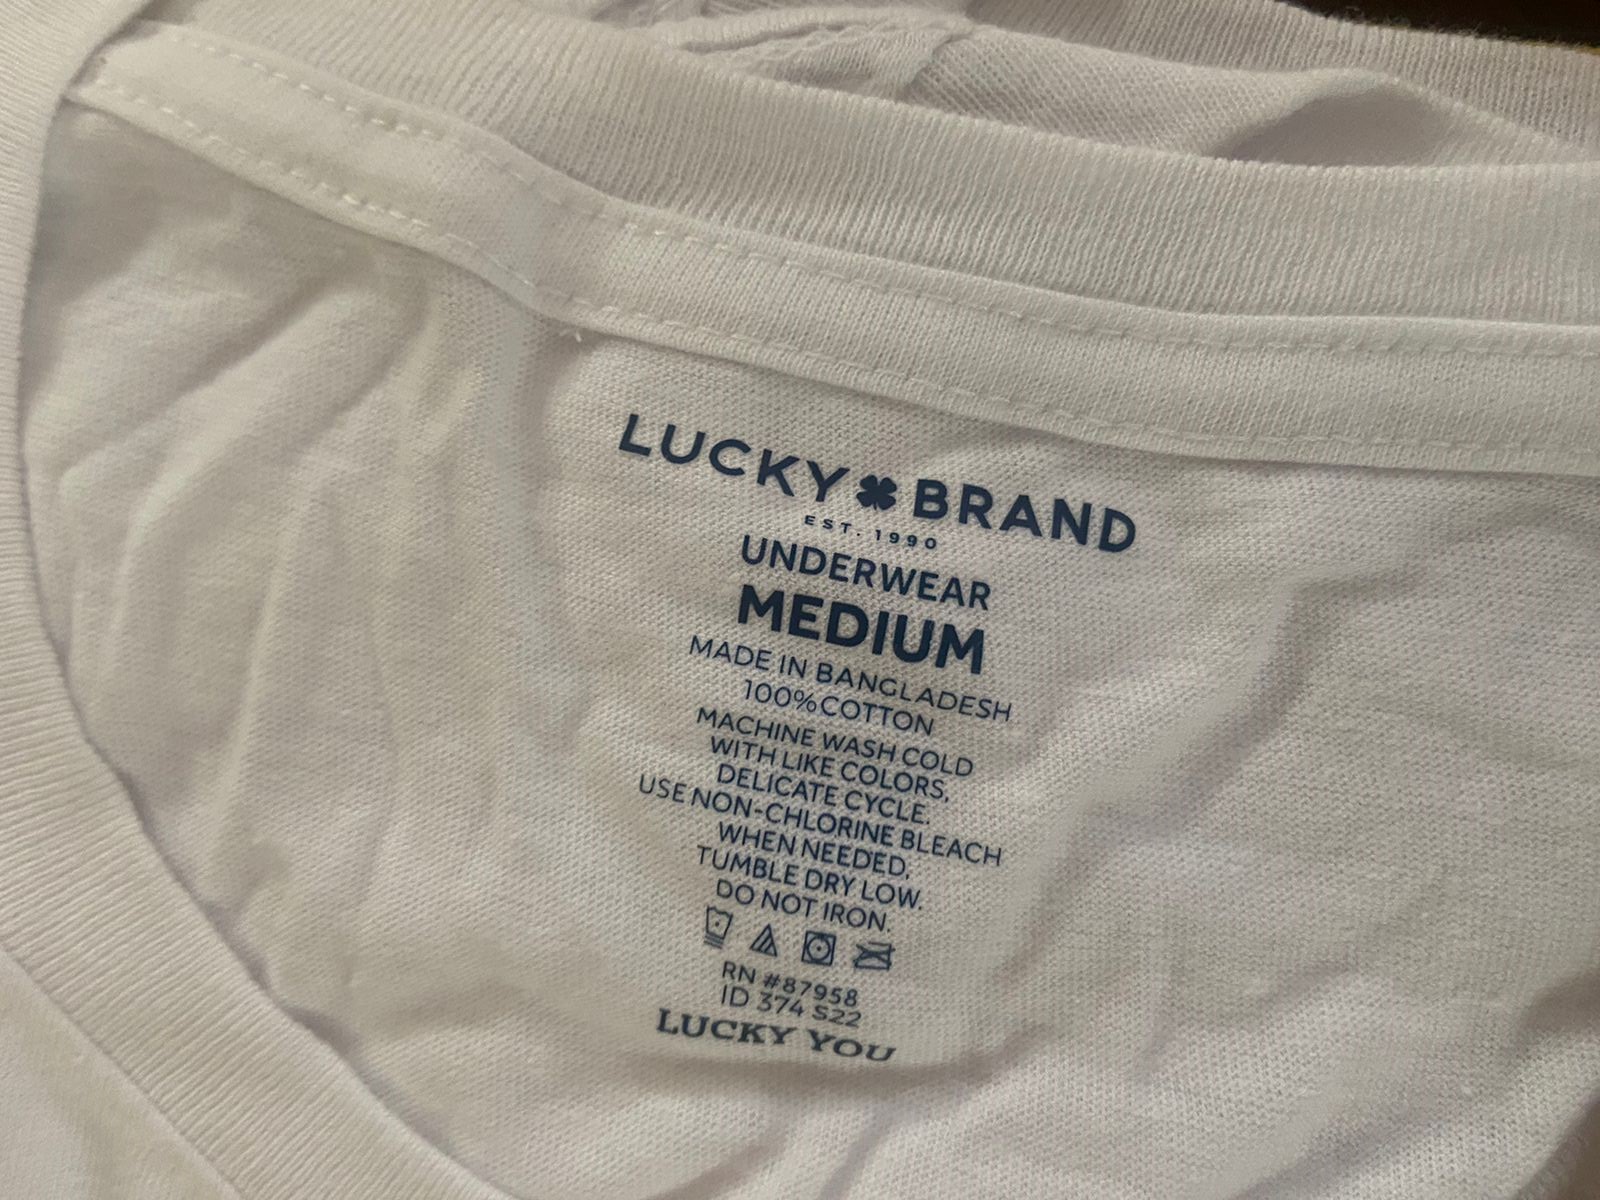 LUCKY BRAND
EST. 1990
UNDERWEAR
MEDIUM
MADE IN BANGLADESH
100% COTTON
MACHINE WASH COLD
WITH LIKE COLORS,
DELICATE CYCLE.
USE NON-CHLORINE BLEACH
WHEN NEEDED,
TUMBLE DRY LOW.
DO NOT IRON.
RN #87958
ID 374 S22
LUCKY YOU